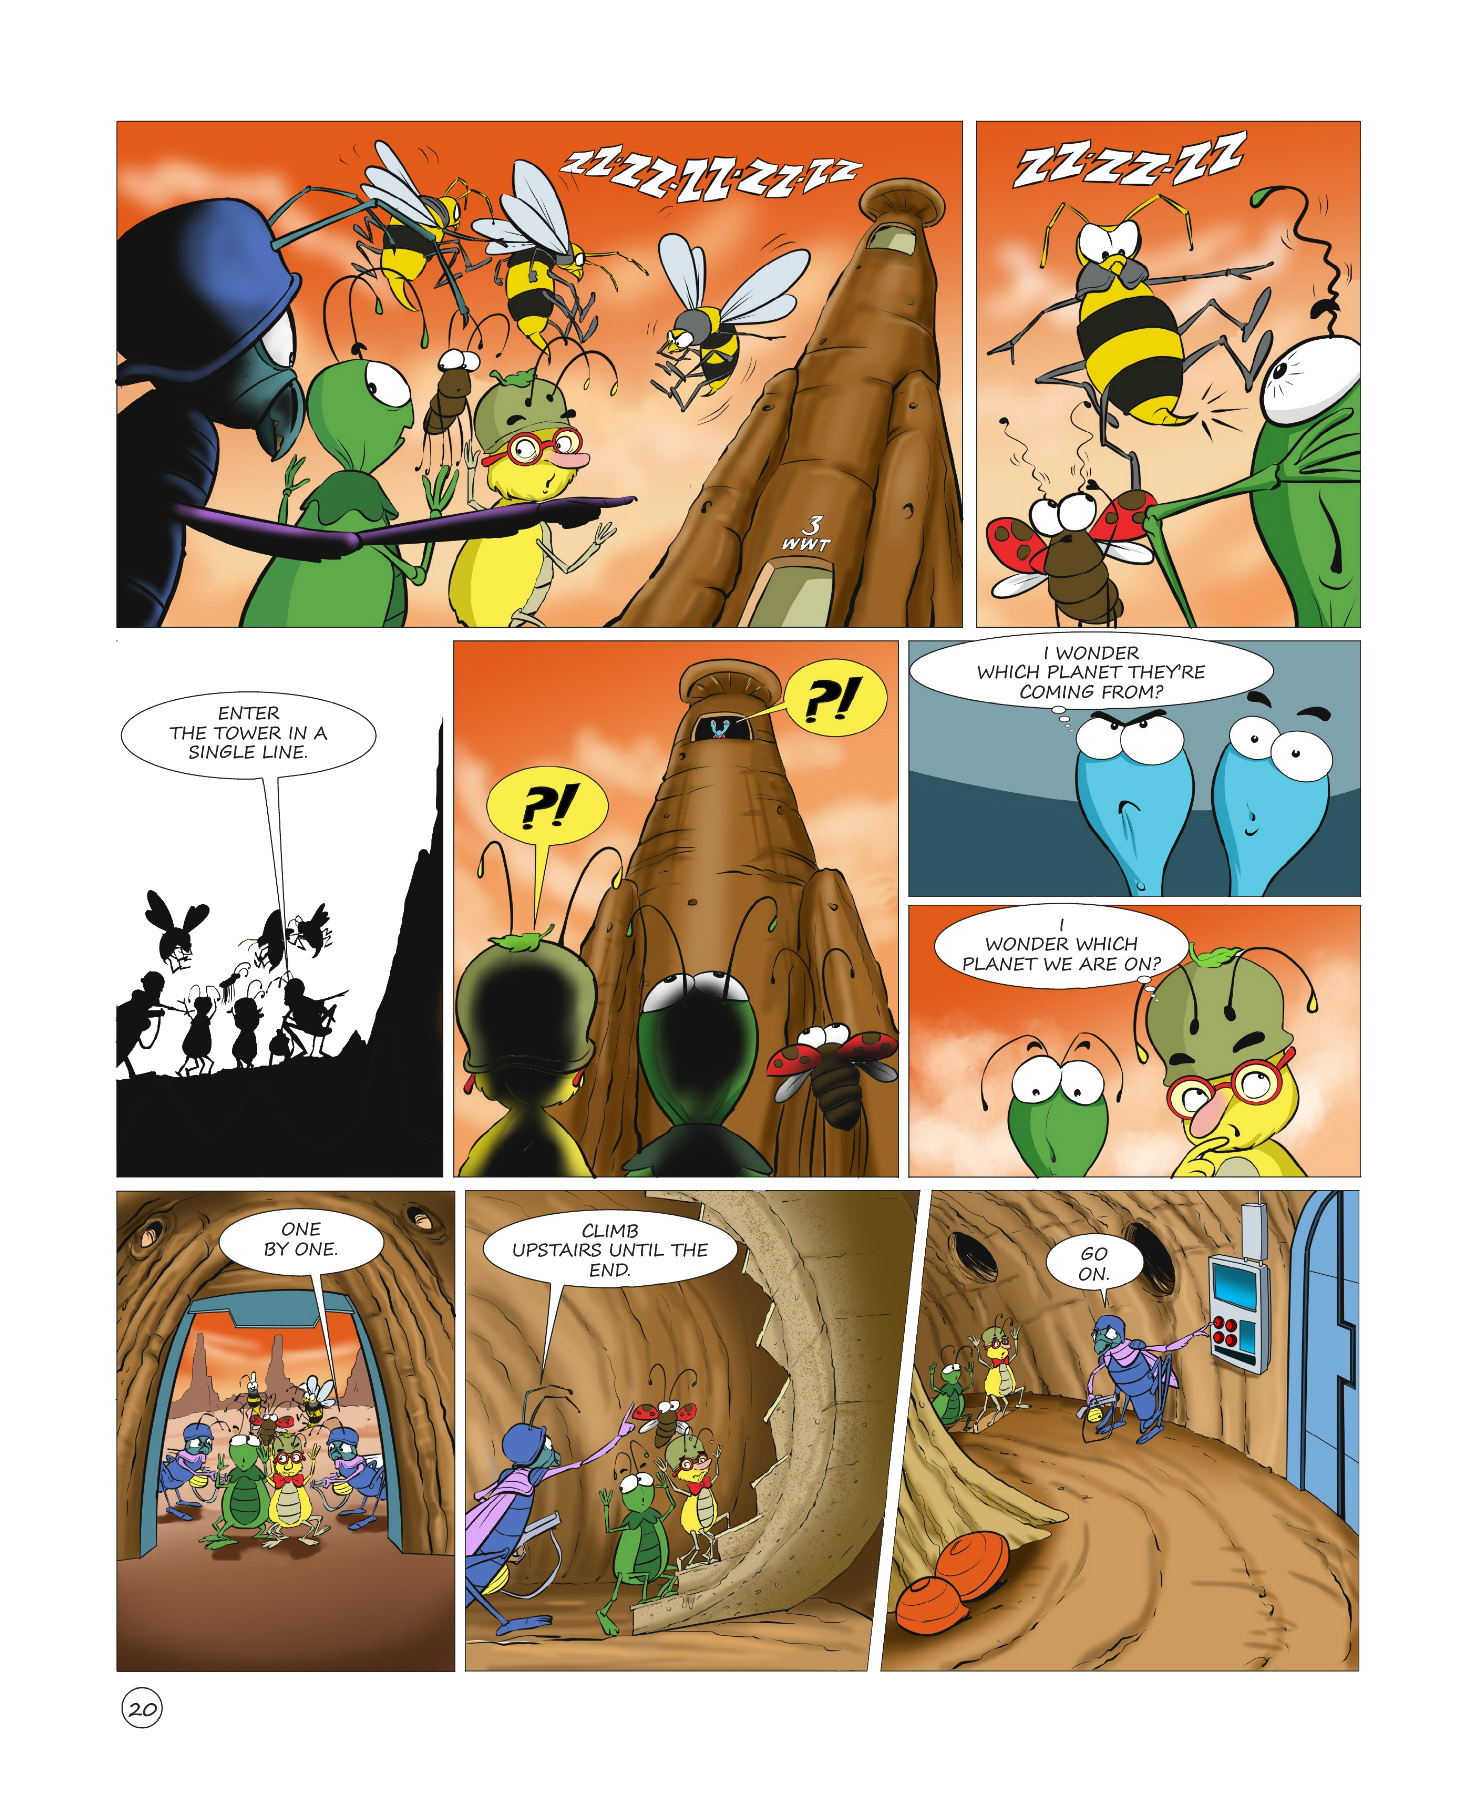 ZZ·ZZ·ZZ·ZZ·ZZ
3
WWT
ZZ·ZZ·ZZ
ENTER
THE TOWER IN A
SINGLE LINE.
?!
?!
I WONDER
WHICH PLANET THEY'RE
COMING FROM?
I
WONDER WHICH
PLANET WE ARE ON?
ONE
BY ONE.
CLIMB
UPSTAIRS UNTIL THE
END.
GO
ON.
20